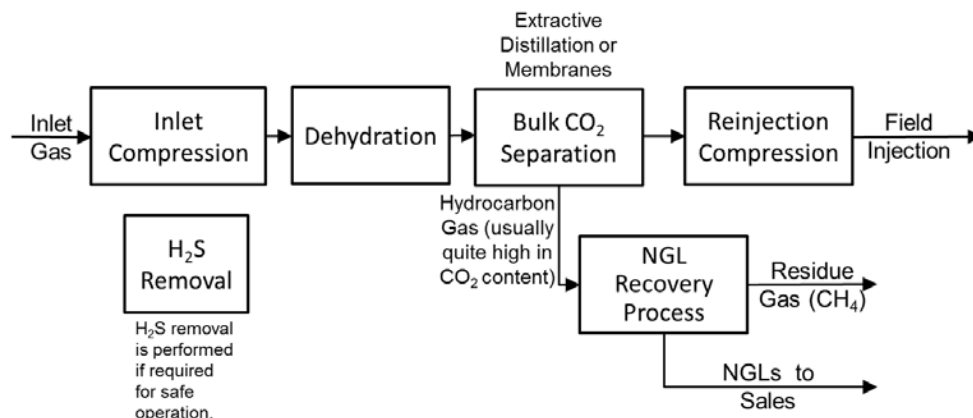 Extractive
Distillation or
Membranes
Inlet
Gas
Inlet
Compression
Dehydration
Bulk CO₂
Separation
Reinjection
Compression
Field
Injection
H₂S
Removal
H₂S removal
is performed
if required
for safe
operation.
Hydrocarbon
Gas (usually
quite high in
CO₂ content)
NGL
Recovery
Process
Residue
Gas (CH₄)
NGLs to
Sales